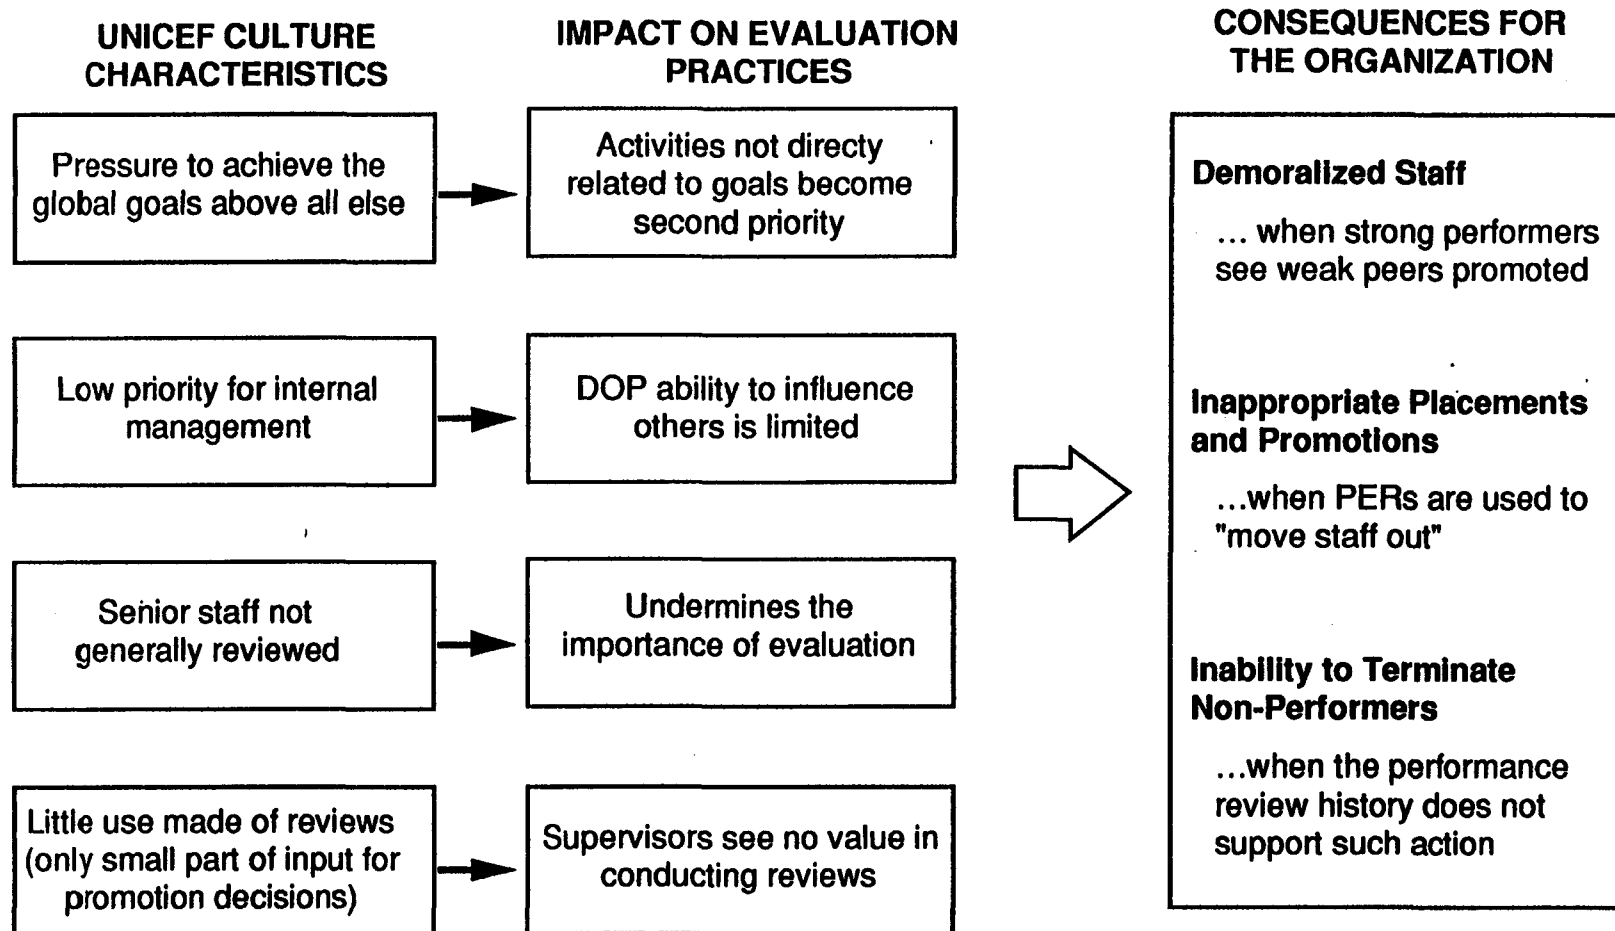 UNICEF CULTURE
CHARACTERISTICS
IMPACT ON EVALUATION
PRACTICES
CONSEQUENCES FOR
THE ORGANIZATION
Pressure to achieve the
global goals above all else
Activities not directy
related to goals become
second priority
Low priority for internal
management
DOP ability to influence
others is limited
Senior staff not
generally reviewed
Undermines the
importance of evaluation
Little use made of reviews
(only small part of input for
promotion decisions)
Supervisors see no value in
conducting reviews
Demoralized Staff
... when strong performers
see weak peers promoted
Inappropriate Placements
and Promotions
...when PERs are used to
"move staff out"
Inability to Terminate
Non-Performers
...when the performance
review history does not
support such action